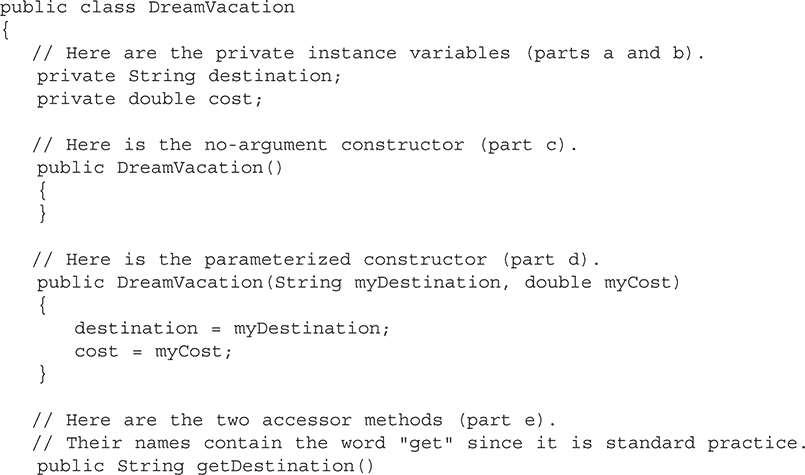 public class DreamVacation
{
// Here are the private instance variables (parts a and b).
private String destination;
private double cost;
// Here is the no-argument constructor (part c).
public DreamVacation()
{
}
// Here is the parameterized constructor (part d).
public DreamVacation(String myDestination, double myCost)
{
destination = myDestination;
cost = myCost;
}
// Here are the two accessor methods (part e).
// Their names contain the word "get" since it is standard practice.
public String getDestination()